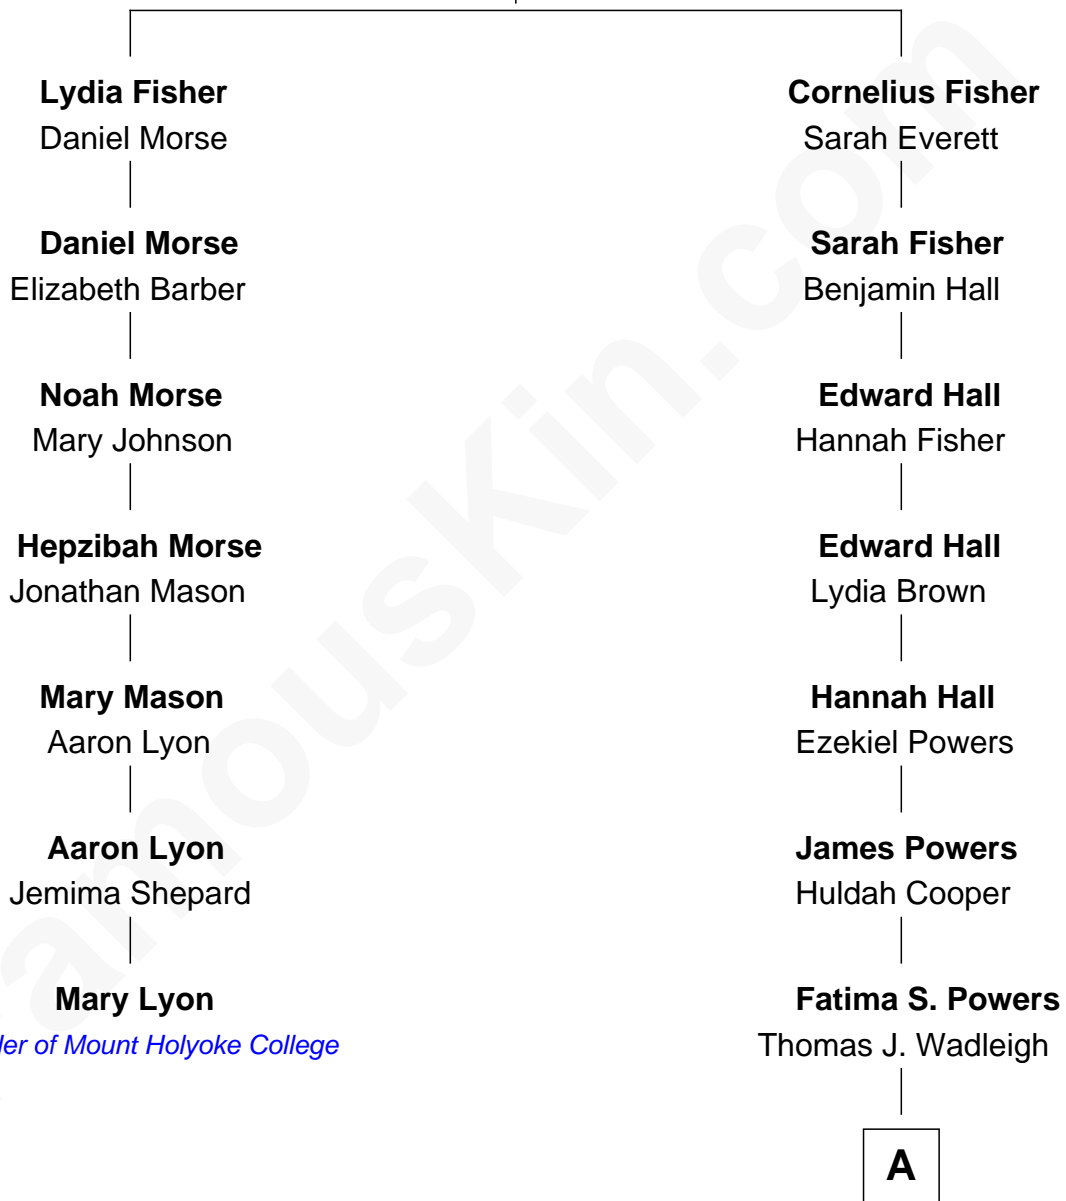 Lydia Fisher
Daniel Morse
Daniel Morse
Elizabeth Barber
Noah Morse
Mary Johnson
Hepzibah Morse
Jonathan Mason
Mary Mason
Aaron Lyon
Aaron Lyon
Jemima Shepard
Mary Lyon
of Mount Holyoke College
Cornelius Fisher
Sarah Everett
Sarah Fisher
Benjamin Hall
Edward Hall
Hannah Fisher
Edward Hall
Lydia Brown
Hannah Hall
Ezekiel Powers
James Powers
Huldah Cooper
Fatima S. Powers
Thomas J. Wadleigh
A
amouskin.com